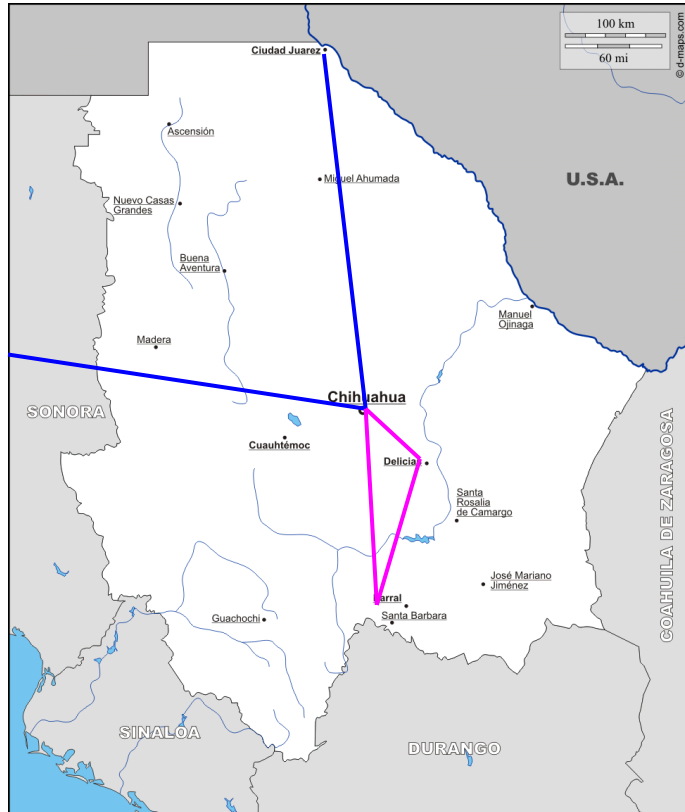 100 km
60 mi
© d-maps.com
Ciudad Juarez
Ascensión
U.S.A.
Miguel Ahumada
Nuevo Casas
Grandes
Buena
Aventura
Manuel
Ojinaga
Madera
Chihuahua
SONORA
Cuauhtémoc
Delicias
COAHUILA DE ZARAGOSA
Santa
Rosalia
de Camargo
José Mariano
Jiménez
Parral
Guachochi
Santa Barbara
SINALOA
DURANGO